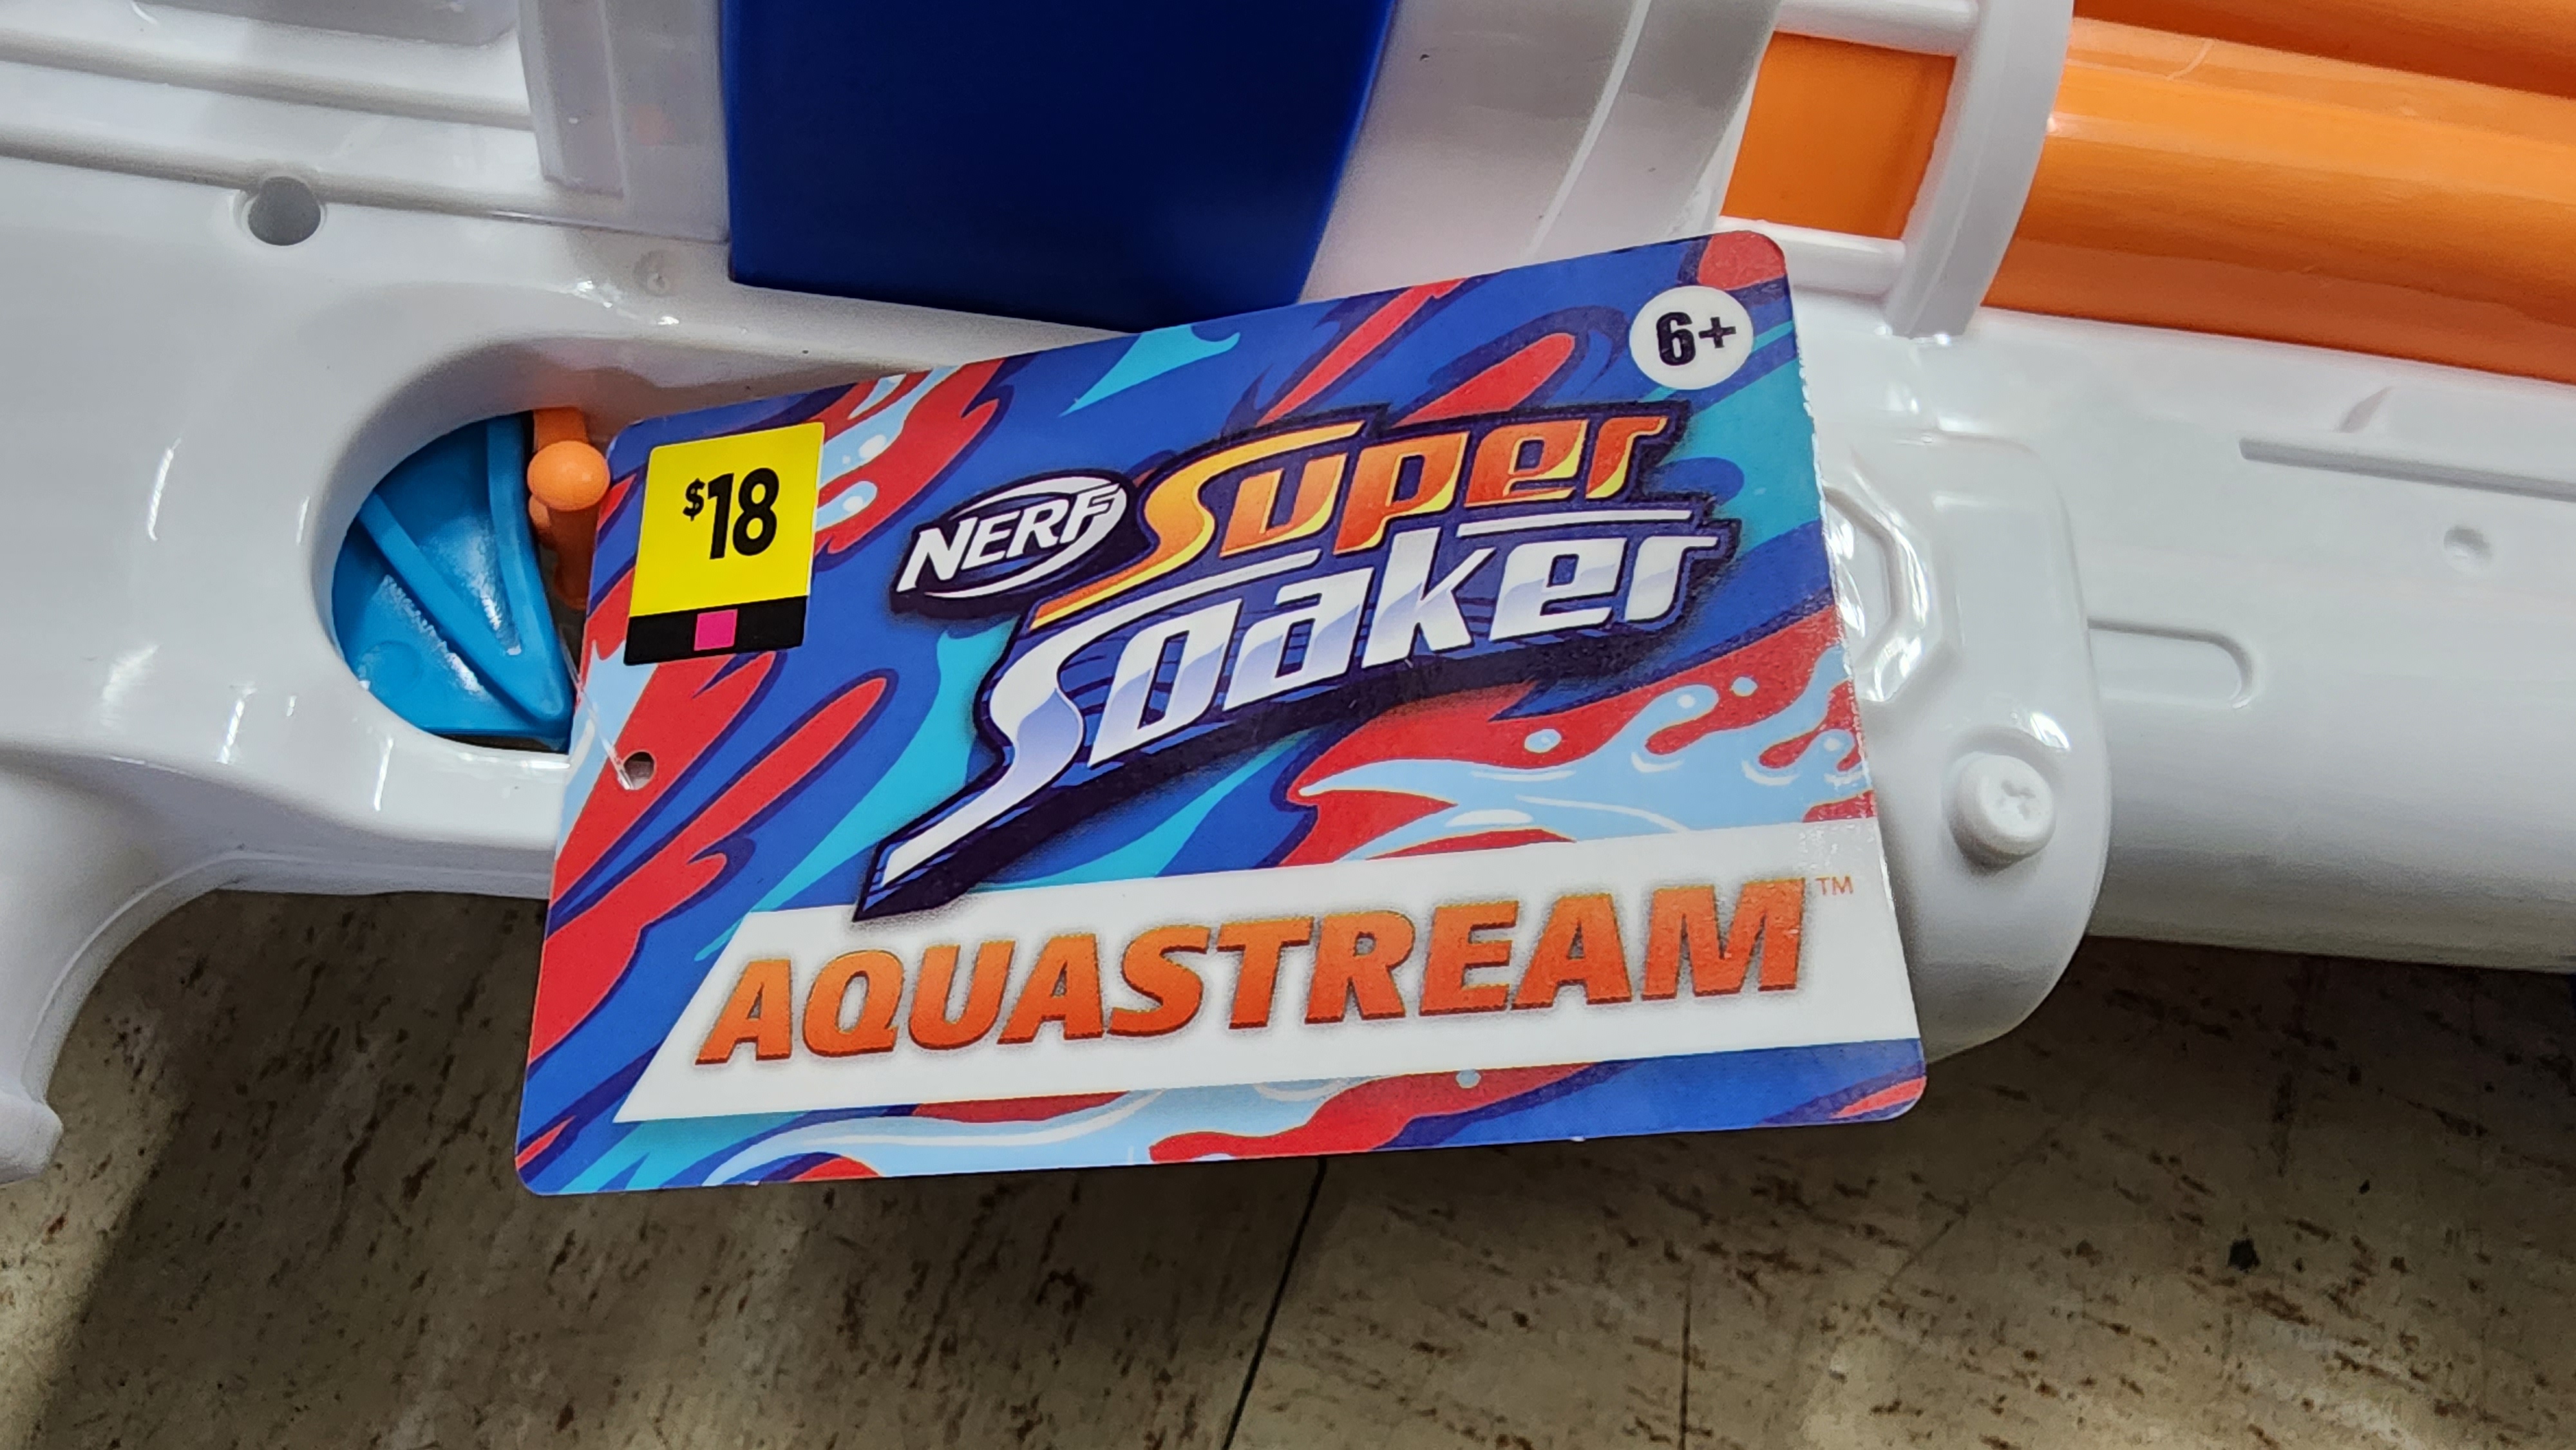 6+
$18
NERF
Super
Soaker
AQUASTREAM™